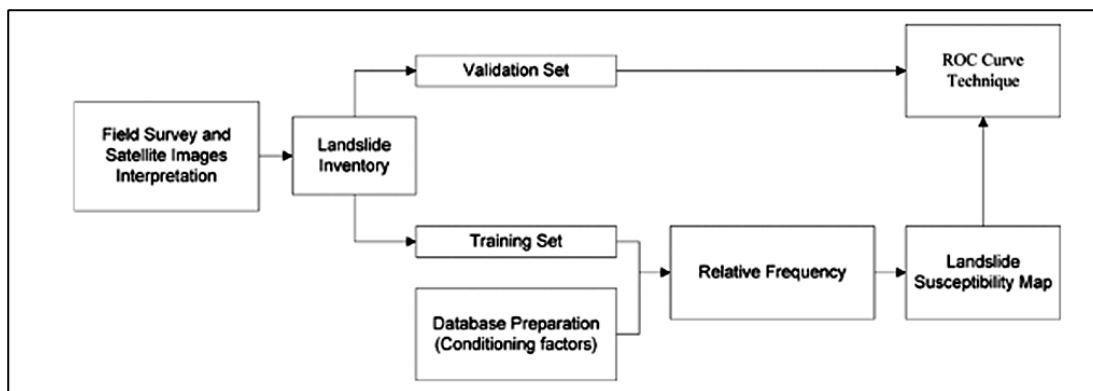 Validation Set
ROC Curve
Technique
Field Survey and
Satellite Images
Interpretation
Landslide
Inventory
Training Set
Relative Frequency
Landslide
Susceptibility Map
Database Preparation
(Conditioning factors)